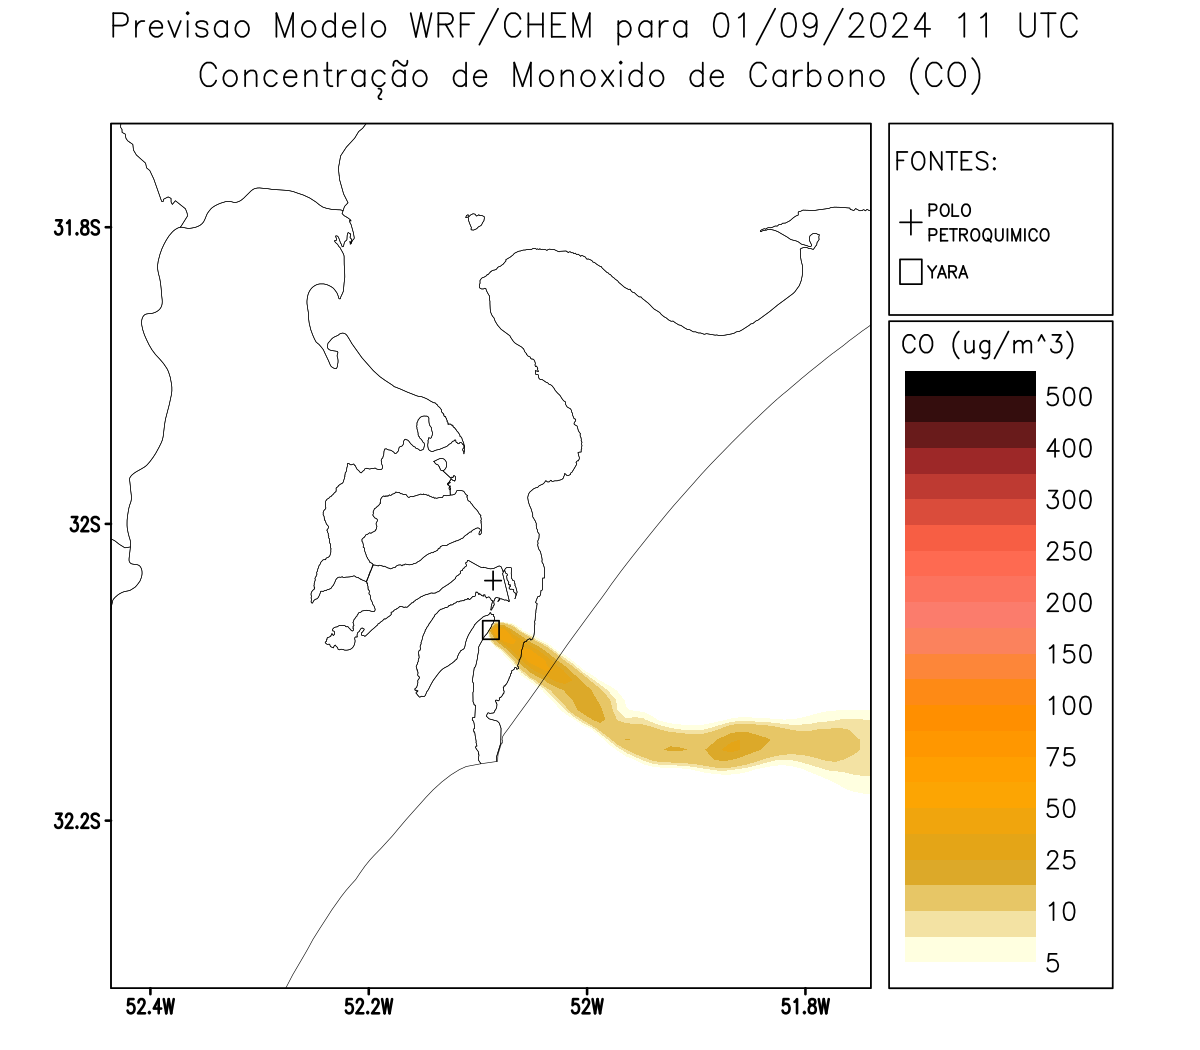 Previsao Modelo WRF/CHEM para 01/09/2024 11 UTC
Concentração de Monoxido de Carbono (CO)
FONTES:
POLO
PETROQUIMICO
YARA
CO (ug/m^3)
500
400
300
250
200
150
100
75
50
25
10
5
31.8S
32S
32.2S
52.4W
52.2W
52W
51.8W